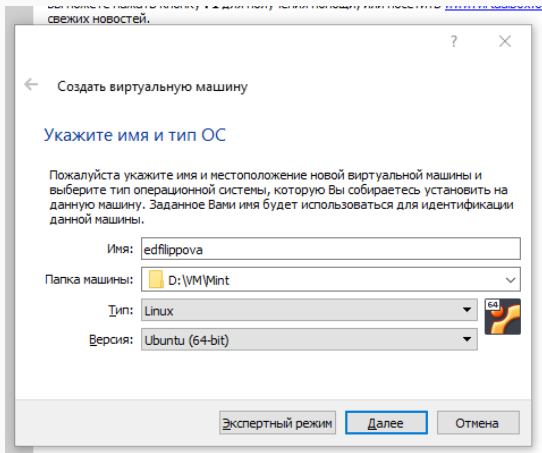 свежих новостей.
?
Создать виртуальную машину
Укажите имя и тип ОС
Пожалуйста укажите имя и местоположение новой виртуальной машины и
выберите тип операционной системы, которую Вы собираетесь установить на
данную машину. Заданное Вами имя будет использоваться для идентификации
данной машины.
Имя: edfilippova
Папка машины: D:\VM\Mint
Тип: Linux
64
Версия: Ubuntu (64-bit)
Экспертный режим Далее Отмена